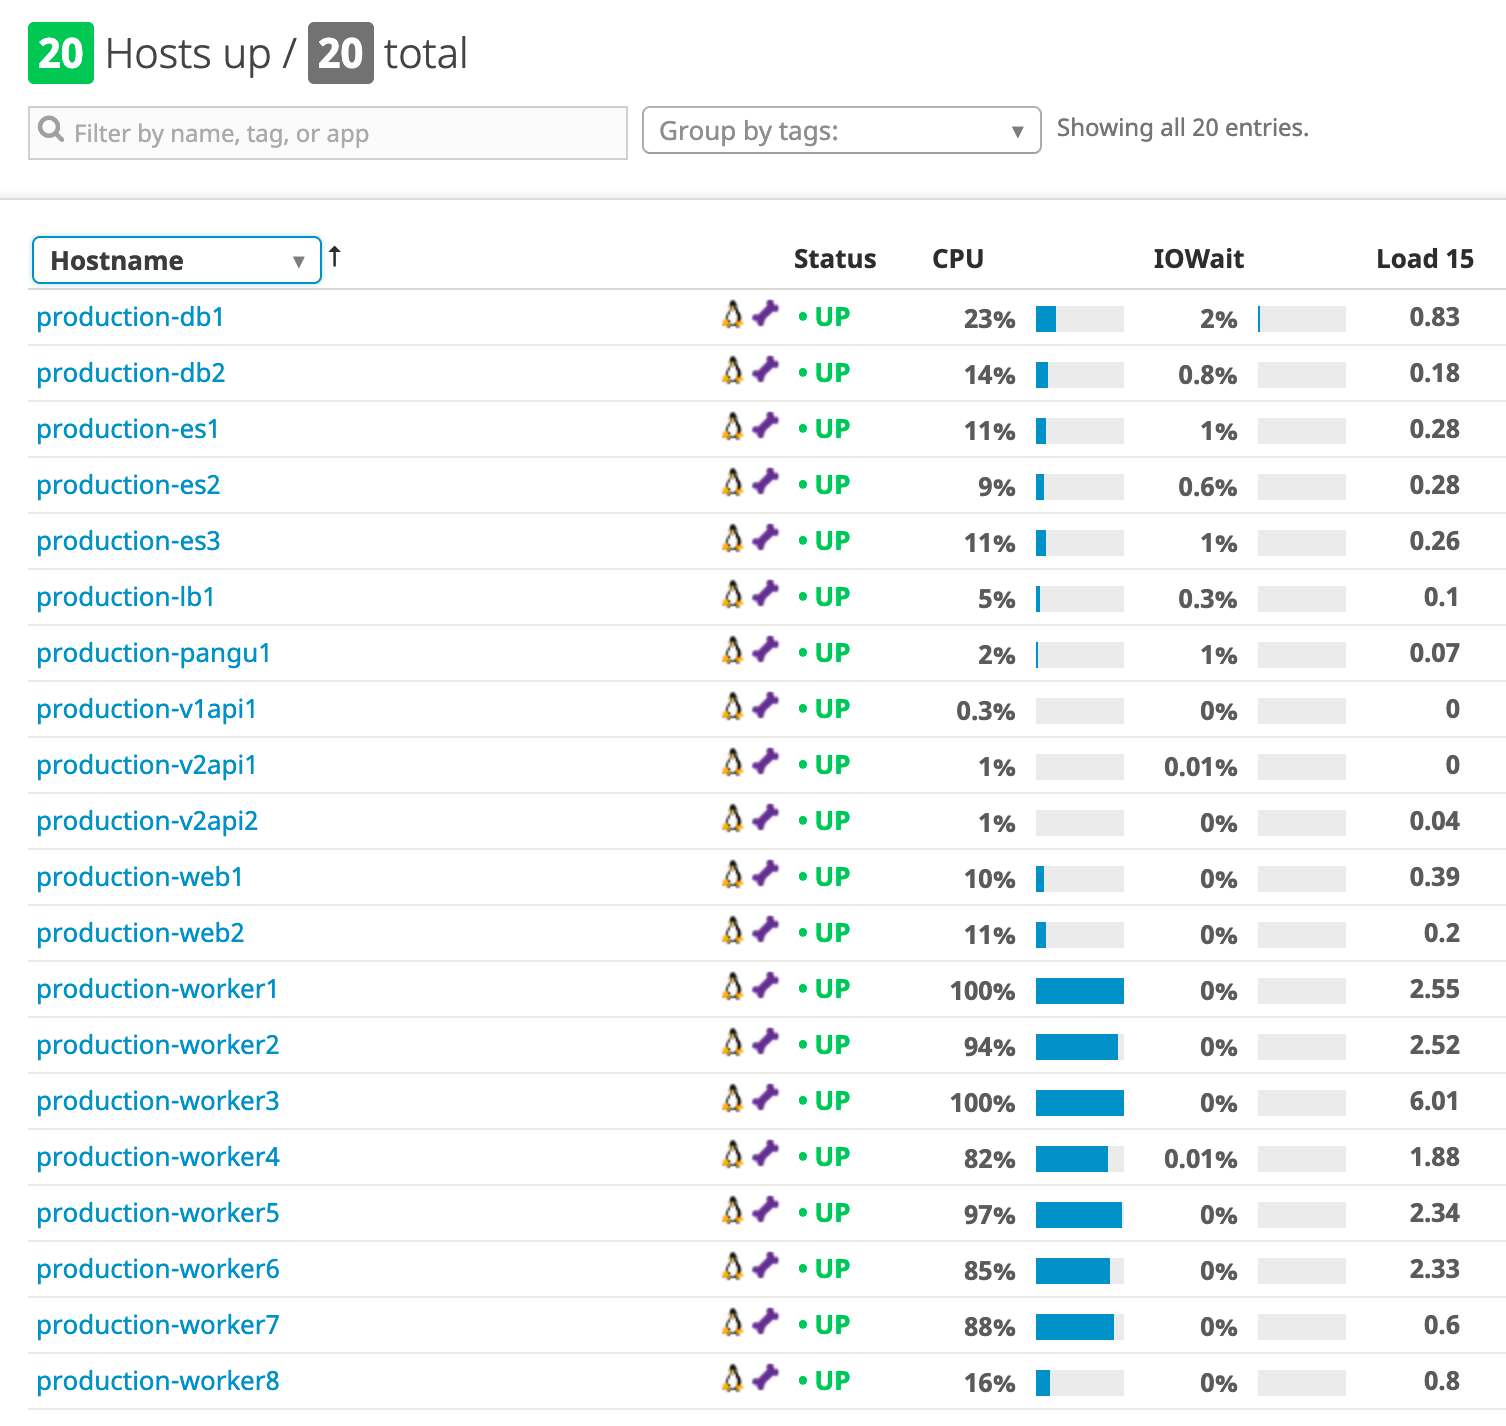 20 Hosts up / 20 total
Filter by name, tag, or app
Group by tags: ▼
Showing all 20 entries.
Hostname ▼ ↑ Status CPU IOWait Load 15
production-db1 • UP 23% 2% 0.83
production-db2 • UP 14% 0.8% 0.18
production-es1 • UP 11% 1% 0.28
production-es2 • UP 9% 0.6% 0.28
production-es3 • UP 11% 1% 0.26
production-lb1 • UP 5% 0.3% 0.1
production-pangu1 • UP 2% 1% 0.07
production-v1api1 • UP 0.3% 0% 0
production-v2api1 • UP 1% 0.01% 0
production-v2api2 • UP 1% 0% 0.04
production-web1 • UP 10% 0% 0.39
production-web2 • UP 11% 0% 0.2
production-worker1 • UP 100% 0% 2.55
production-worker2 • UP 94% 0% 2.52
production-worker3 • UP 100% 0% 6.01
production-worker4 • UP 82% 0.01% 1.88
production-worker5 • UP 97% 0% 2.34
production-worker6 • UP 85% 0% 2.33
production-worker7 • UP 88% 0% 0.6
production-worker8 • UP 16% 0% 0.8